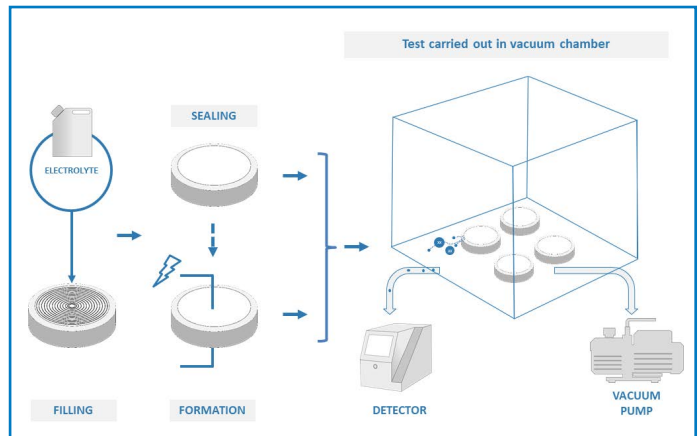 Test carried out in vacuum chamber
SEALING
ELECTROLYTE
FILLING
FORMATION
DETECTOR
VACUUM
PUMP